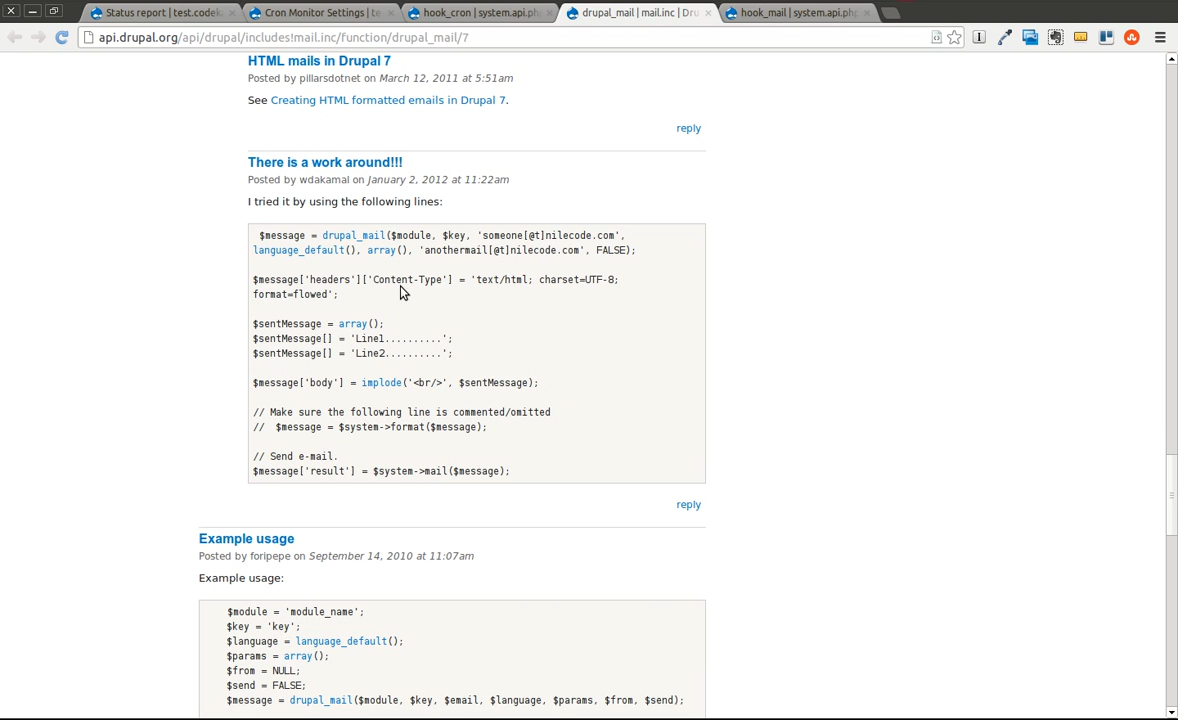 Status report | test.codek
Cron Monitor Settings | te
hook_cron | system.api.ph
drupal_mail | mail.inc | Dru
hook_mail | system.api.php
api.drupal.org/api/drupal/includes!mail.inc/function/drupal_mail/7
HTML mails in Drupal 7
Posted by pillarsdotnet on March 12, 2011 at 5:51am
See Creating HTML formatted emails in Drupal 7.
reply
There is a work around!!!
Posted by wdakamal on January 2, 2012 at 11:22am
I tried it by using the following lines:
$message = drupal_mail($module, $key, 'someone[@t]nilecode.com',
language_default(), array(), 'anothermail[@t]nilecode.com', FALSE);
$message['headers']['Content-Type'] = 'text/html; charset=UTF-8;
format=flowed';
$sentMessage = array();
$sentMessage[] = 'Line1..........';
$sentMessage[] = 'Line2..........';
$message['body'] = implode('<br/>', $sentMessage);
// Make sure the following line is commented/omitted
//  $message = $system->format($message);
// Send e-mail.
$message['result'] = $system->mail($message);
reply
Example usage
Posted by foripepe on September 14, 2010 at 11:07am
Example usage:
$module = 'module_name';
$key = 'key';
$language = language_default();
$params = array();
$from = NULL;
$send = FALSE;
$message = drupal_mail($module, $key, $email, $language, $params, $from, $send);